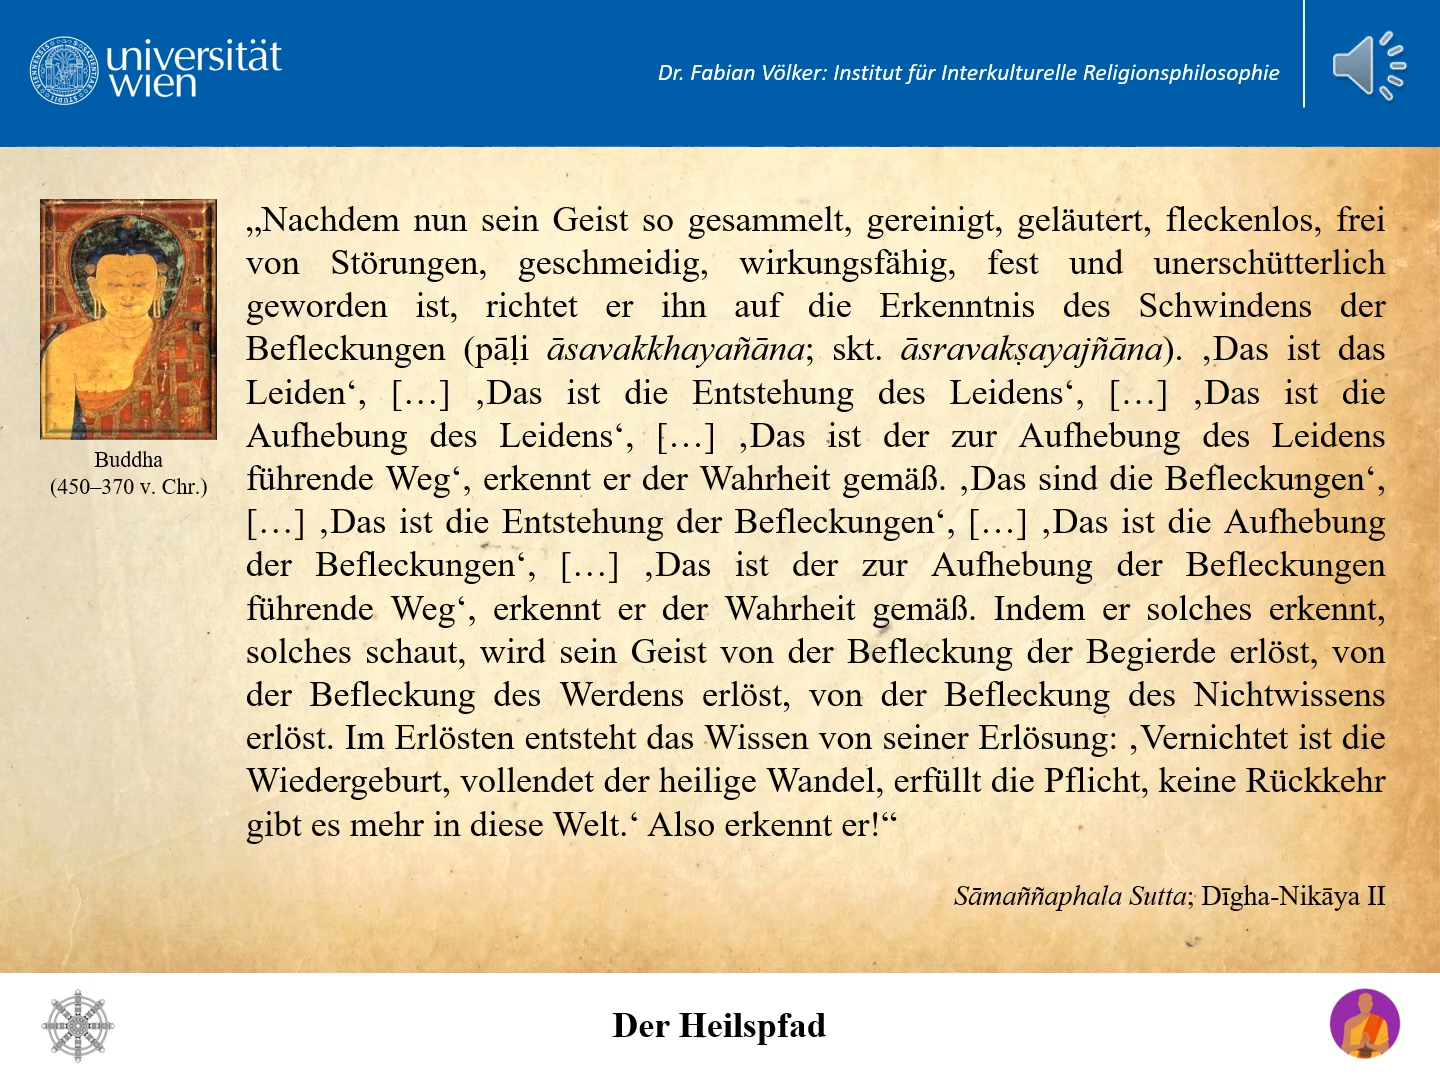 universität
wien
Dr. Fabian Völker: Institut für Interkulturelle Religionsphilosophie
„Nachdem nun sein Geist so gesammelt, gereinigt, geläutert, fleckenlos, frei
von Störungen, geschmeidig, wirkungsfähig, fest und unerschütterlich
geworden ist, richtet er ihn auf die Erkenntnis des Schwindens der
Befleckungen (pāḷi āsavakkhayañāna; skt. āsravakṣayajñāna). ‚Das ist das
Leiden‘, […] ‚Das ist die Entstehung des Leidens‘, […] ‚Das ist die
Aufhebung des Leidens‘, […] ‚Das ist der zur Aufhebung des Leidens
führende Weg‘, erkennt er der Wahrheit gemäß. ‚Das sind die Befleckungen‘,
[…] ‚Das ist die Entstehung der Befleckungen‘, […] ‚Das ist die Aufhebung
der Befleckungen‘, […] ‚Das ist der zur Aufhebung der Befleckungen
führende Weg‘, erkennt er der Wahrheit gemäß. Indem er solches erkennt,
solches schaut, wird sein Geist von der Befleckung der Begierde erlöst, von
der Befleckung des Werdens erlöst, von der Befleckung des Nichtwissens
erlöst. Im Erlösten entsteht das Wissen von seiner Erlösung: ‚Vernichtet ist die
Wiedergeburt, vollendet der heilige Wandel, erfüllt die Pflicht, keine Rückkehr
gibt es mehr in diese Welt.‘ Also erkennt er!“
Buddha
(450–370 v. Chr.)
Sāmaññaphala Sutta; Dīgha-Nikāya II
Der Heilspfad